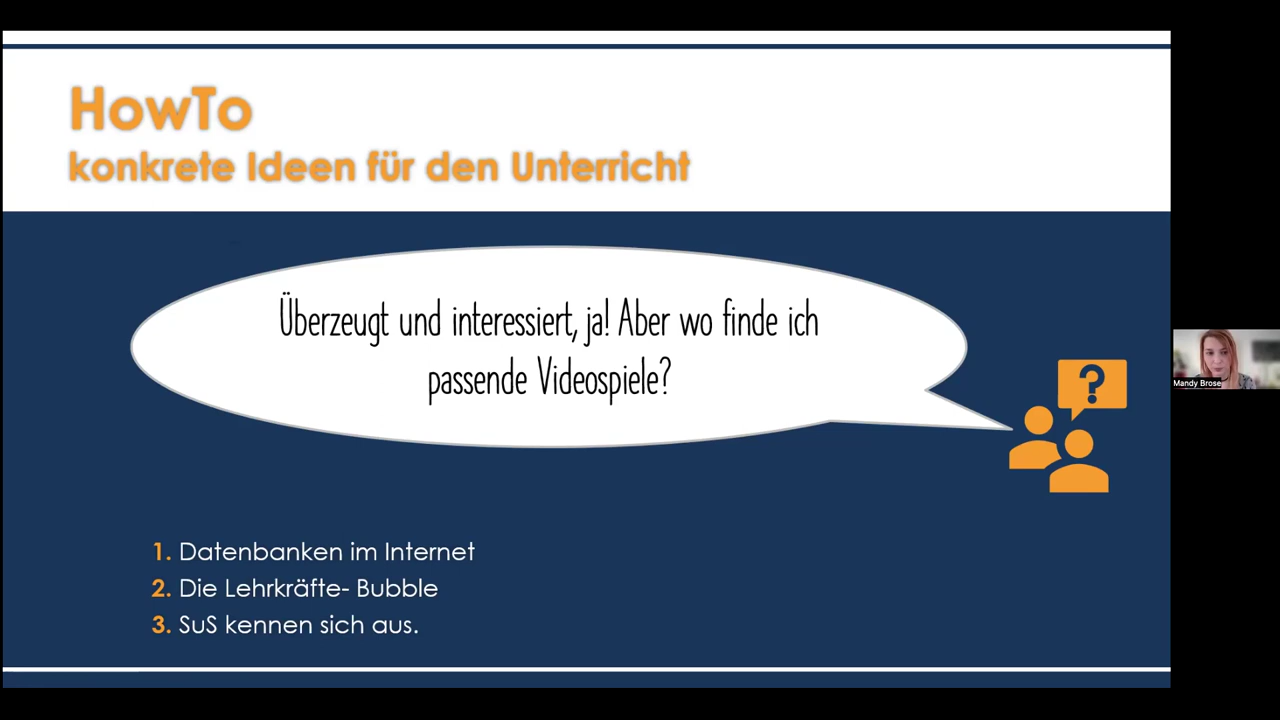 HowTo
konkrete Ideen für den Unterricht
Überzeugt und interessiert, ja! Aber wo finde ich
passende Videospiele?
?
1. Datenbanken im Internet
2. Die Lehrkräfte- Bubble
3. SuS kennen sich aus.
Mandy Brose